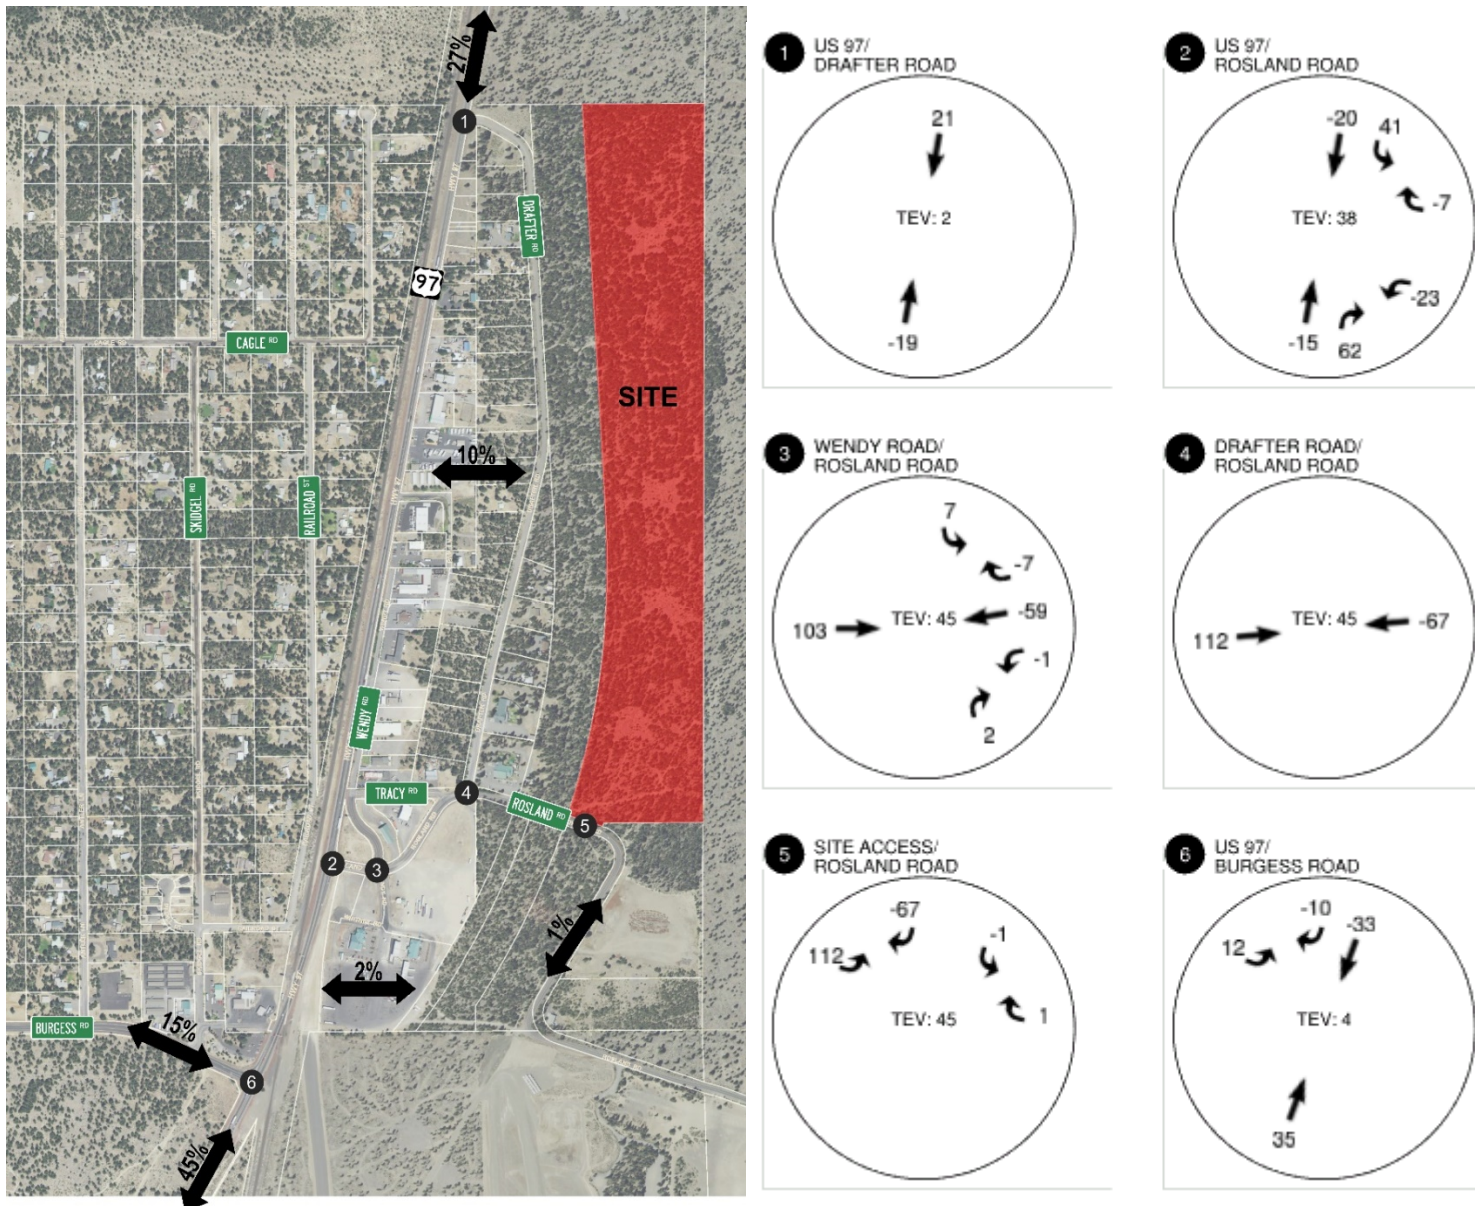 27%
1
DRAFTER RD
97
CAGLE RD
SITE
10%
SKIDGEL RD
RAILROAD ST
WENDY RD
TRACY RD
4
ROSLAND RD
5
2
3
1%
2%
BURGESS RD
15%
6
45%
1 US 97/
DRAFTER ROAD
21
TEV: 2
-19
2 US 97/
ROSLAND ROAD
-20 41
-7
TEV: 38
-23
-15 62
3 WENDY ROAD/
ROSLAND ROAD
7
-7
103 TEV: 45 -59
-1
2
4 DRAFTER ROAD/
ROSLAND ROAD
112 TEV: 45 -67
5 SITE ACCESS/
ROSLAND ROAD
-67
-1
112
TEV: 45 1
6 US 97/
BURGESS ROAD
-10 -33
12
TEV: 4
35